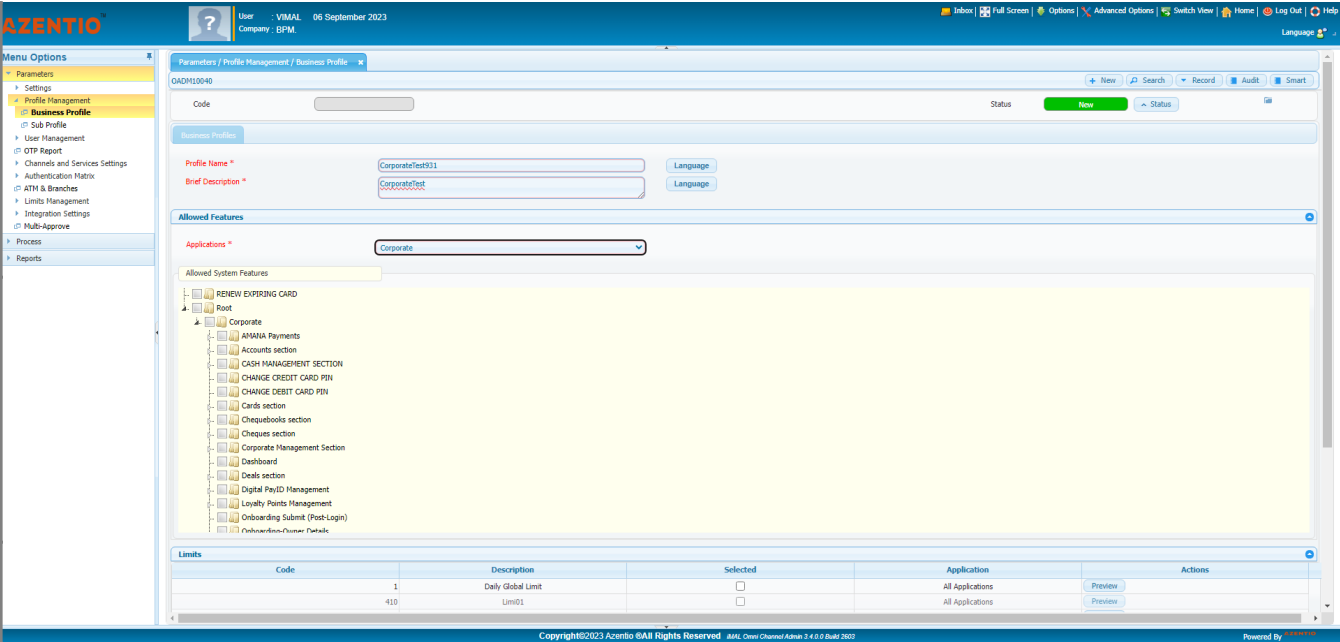 AZENTIO
?
User : VIMAL 06 September 2023
Company : BPM.
Inbox | Full Screen | Options | Advanced Options | Switch View | Home | Log Out | Help
Language
Menu Options
Parameters
Settings
Profile Management
Business Profile
Sub Profile
User Management
OTP Report
Channels and Services Settings
Authentication Matrix
ATM & Branches
Limits Management
Integration Settings
Multi-Approve
Process
Reports
Parameters / Profile Management / Business Profile
OADM10040
New Search Record Audit Smart
Code Status New Status
Business Profiles
Profile Name * CorporateTest931 Language
Brief Description * CorporateTest Language
Allowed Features
Applications * Corporate
Allowed System Features
RENEW EXPIRING CARD
Root
Corporate
AMANA Payments
Accounts section
CASH MANAGEMENT SECTION
CHANGE CREDIT CARD PIN
CHANGE DEBIT CARD PIN
Cards section
Chequebooks section
Cheques section
Corporate Management Section
Dashboard
Deals section
Digital PayID Management
Loyalty Points Management
Onboarding Submit (Post-Login)
Onboarding-Owner Details
Limits
Code Description Selected Application Actions
1 Daily Global Limit All Applications Preview
410 Limi01 All Applications Preview
Copyright©2023 Azentio ®All Rights Reserved iMAL Omni Channel Admin 3.4.0.0 Build 2603
Powered By AZENTIO